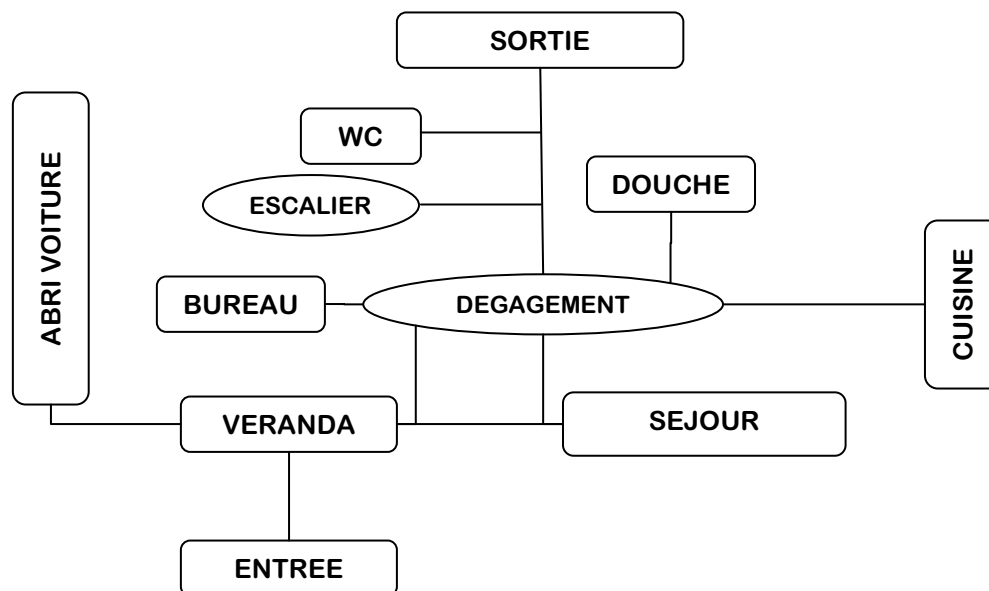 SORTIE
WC
ABRI VOITURE
DOUCHE
ESCALIER
CUISINE
BUREAU
DEGAGEMENT
VERANDA
SEJOUR
ENTREE